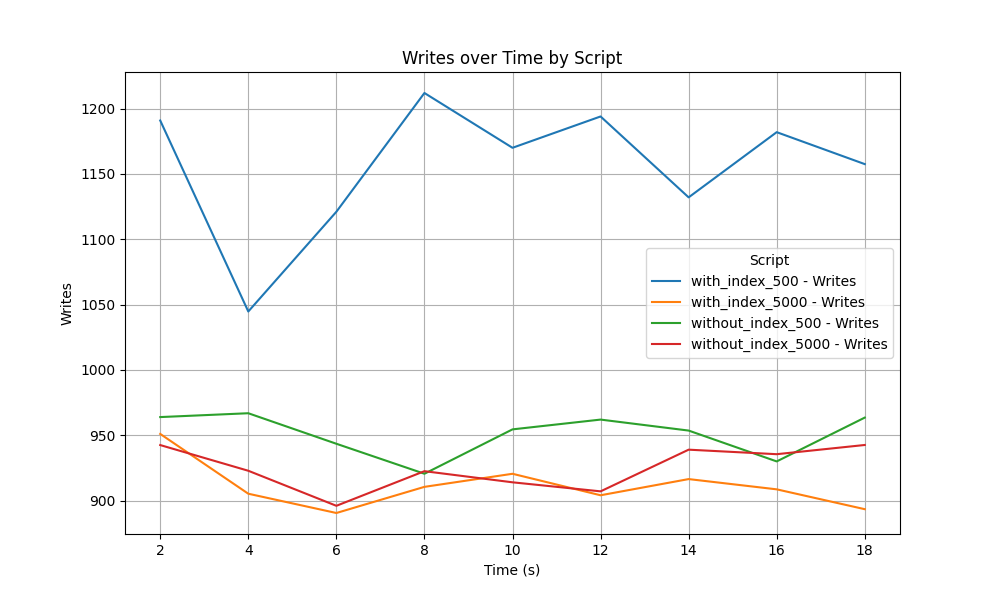 Writes over Time by Script
1200
1150
1100
1050
1000
950
900
Writes
Script
with_index_500 - Writes
with_index_5000 - Writes
without_index_500 - Writes
without_index_5000 - Writes
2 4 6 8 10 12 14 16 18
Time (s)